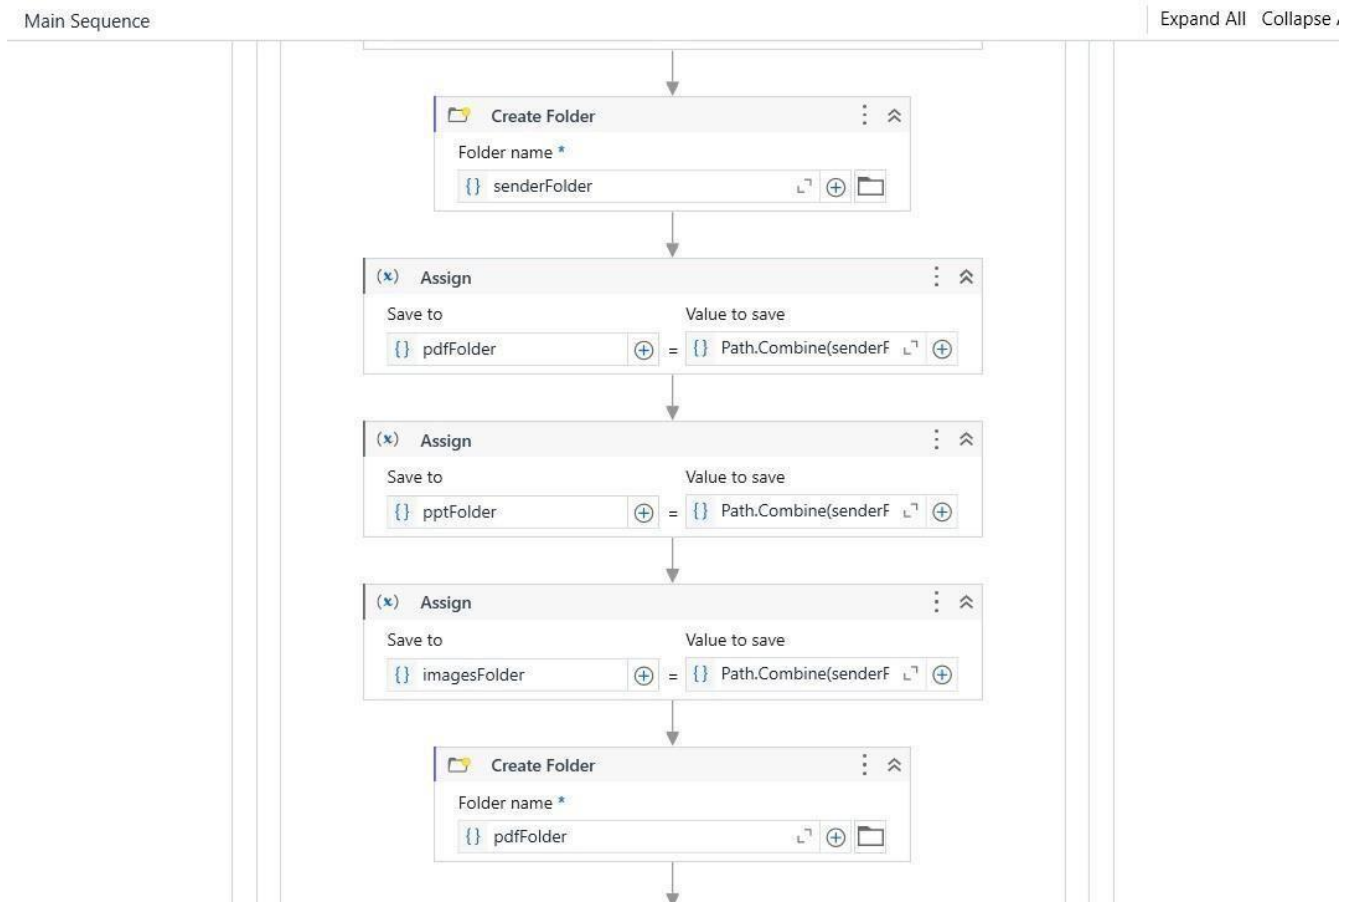 Main Sequence
Expand All Collapse
Create Folder
Folder name *
{} senderFolder
(x) Assign
Save to Value to save
{} pdfFolder = {} Path.Combine(senderF
(x) Assign
Save to Value to save
{} pptFolder = {} Path.Combine(senderF
(x) Assign
Save to Value to save
{} imagesFolder = {} Path.Combine(senderF
Create Folder
Folder name *
{} pdfFolder